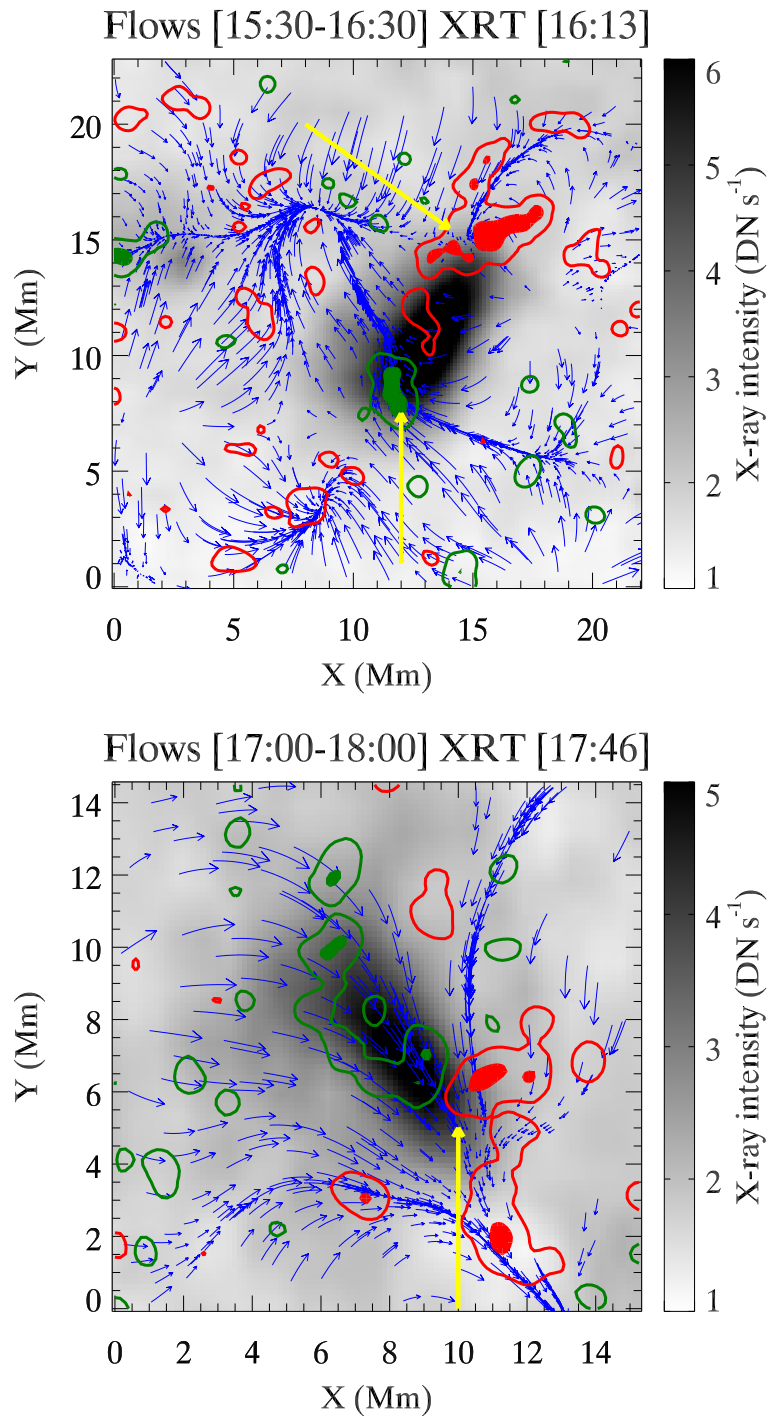 Flows [15:30-16:30] XRT [16:13]
20
15
10
5
0
Y (Mm)
0 5 10 15 20
X (Mm)
6
5
4
3
2
1
X-ray intensity (DN s⁻¹)
Flows [17:00-18:00] XRT [17:46]
14
12
10
8
6
4
2
0
Y (Mm)
0 2 4 6 8 10 12 14
X (Mm)
5
4
3
2
1
X-ray intensity (DN s⁻¹)